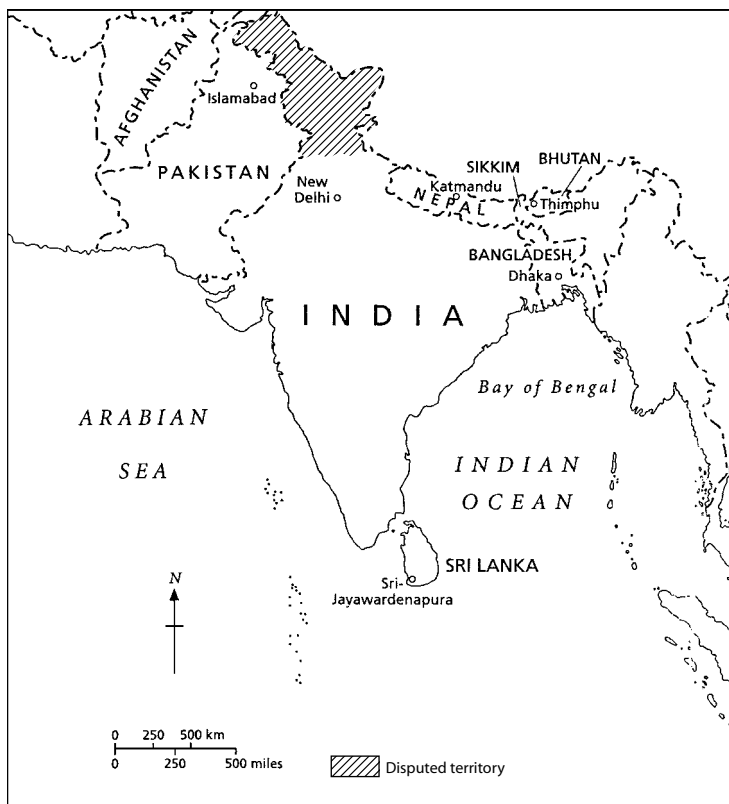 AFGHANISTAN
Islamabad
PAKISTAN
New
Delhi
SIKKIM
BHUTAN
Katmandu
NEPAL
Thimphu
BANGLADESH
Dhaka
INDIA
Bay of Bengal
ARABIAN
SEA
INDIAN
OCEAN
SRI LANKA
Sri-
Jayawardenapura
N
0 250 500 km
0 250 500 miles
Disputed territory